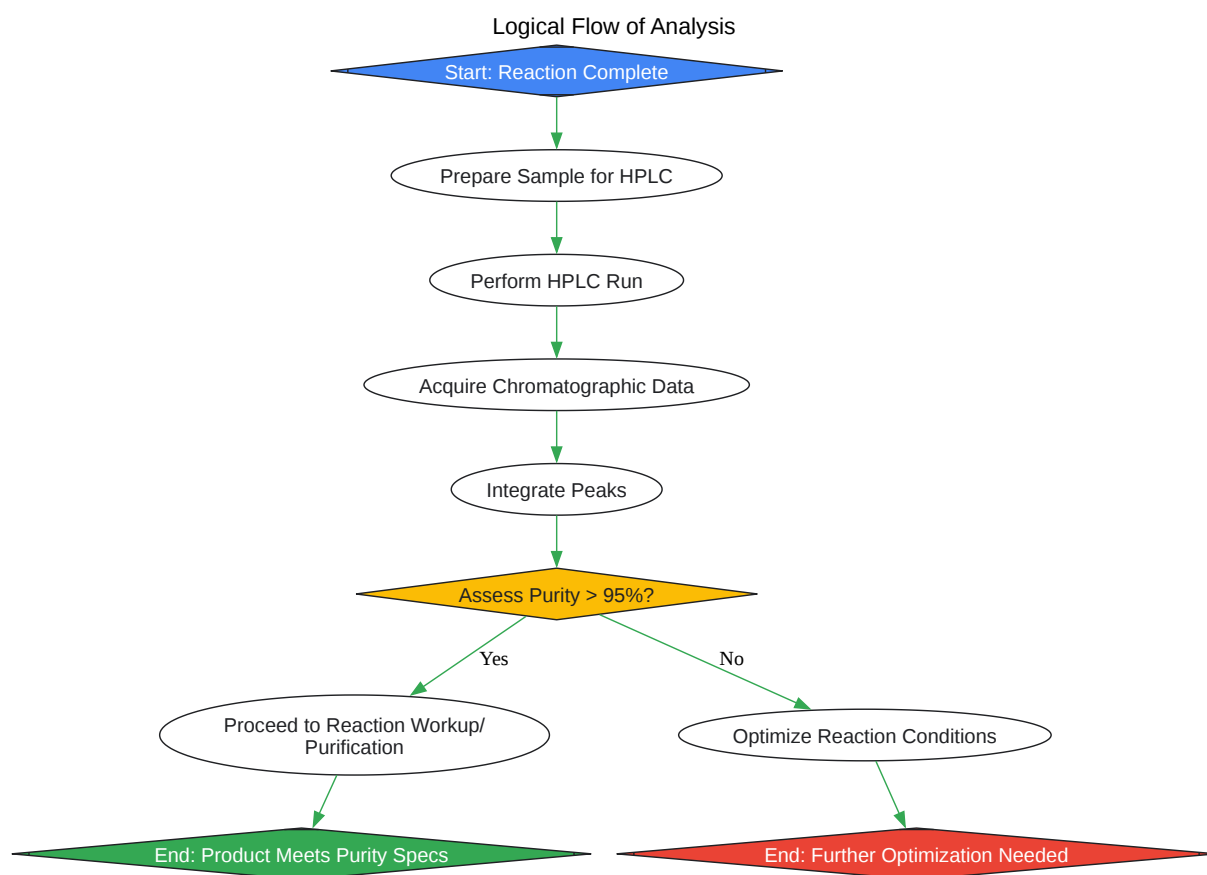 Logical Flow of Analysis
Start: Reaction Complete
Prepare Sample for HPLC
Perform HPLC Run
Acquire Chromatographic Data
Integrate Peaks
Assess Purity > 95%?
Yes
No
Proceed to Reaction Workup/
Purification
Optimize Reaction Conditions
End: Product Meets Purity Specs
End: Further Optimization Needed